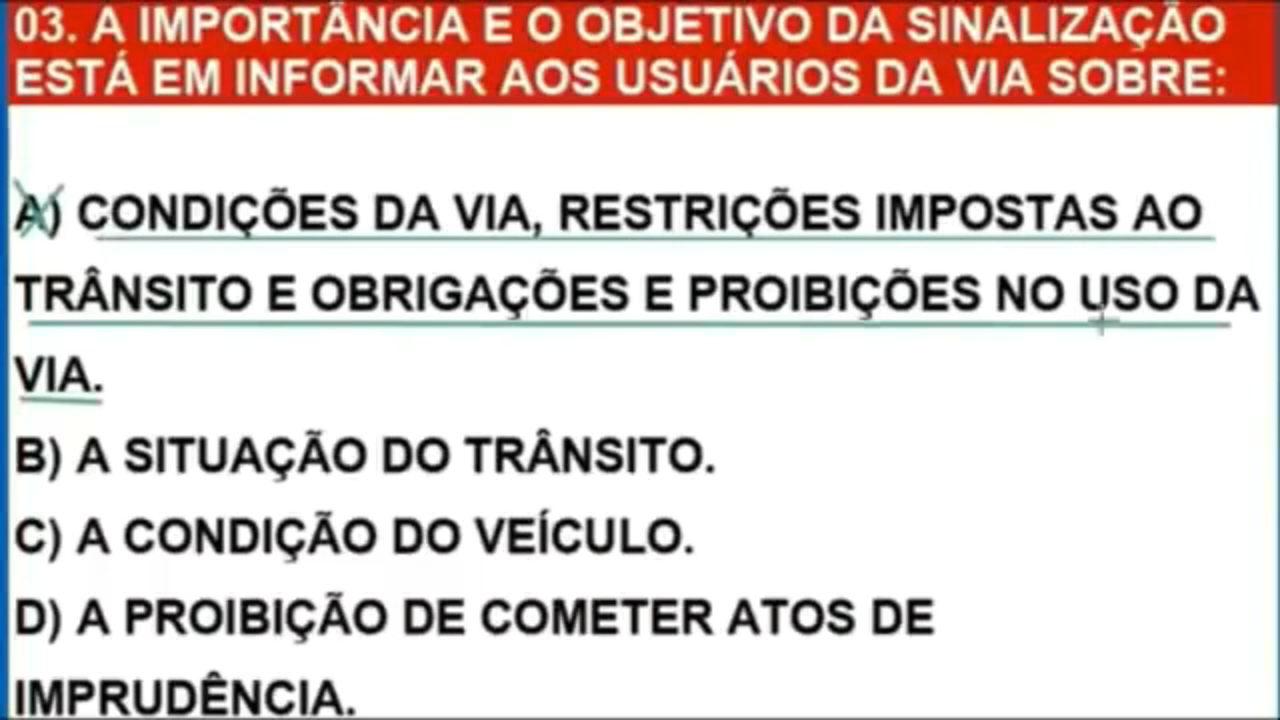 03. A IMPORTÂNCIA E O OBJETIVO DA SINALIZAÇÃO
ESTÁ EM INFORMAR AOS USUÁRIOS DA VIA SOBRE:
A) CONDIÇÕES DA VIA, RESTRIÇÕES IMPOSTAS AO
TRÂNSITO E OBRIGAÇÕES E PROIBIÇÕES NO USO DA
VIA.
B) A SITUAÇÃO DO TRÂNSITO.
C) A CONDIÇÃO DO VEÍCULO.
D) A PROIBIÇÃO DE COMETER ATOS DE
IMPRUDÊNCIA.